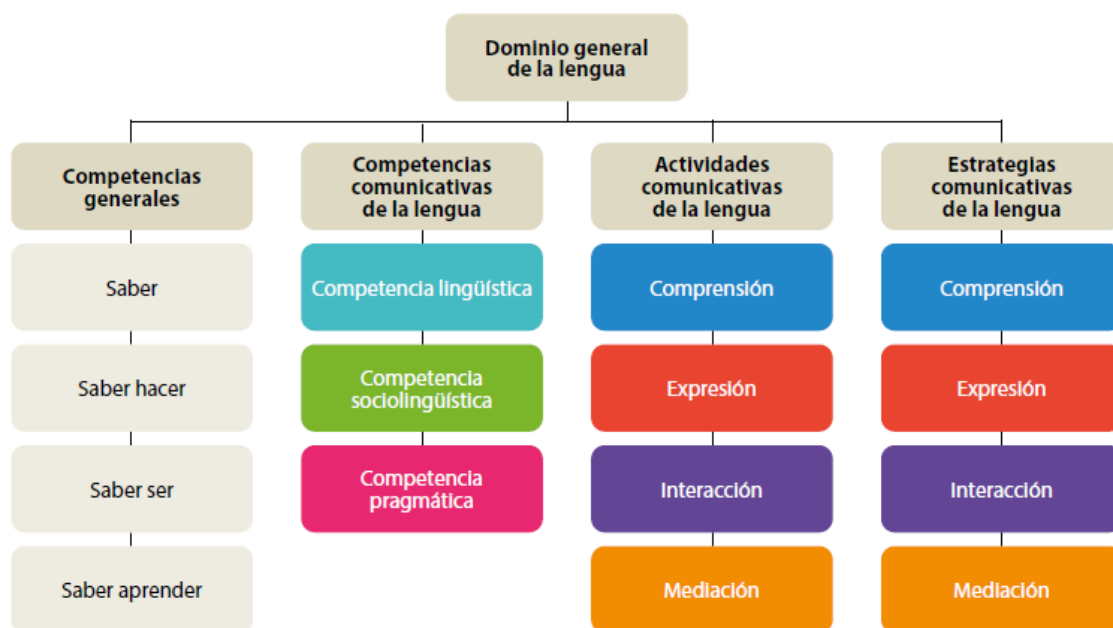 Dominio general
de la lengua
Competencias
generales
Competencias
comunicativas
de la lengua
Actividades
comunicativas
de la lengua
Estrategias
comunicativas
de la lengua
Saber
Competencia lingüística
Comprensión
Comprensión
Saber hacer
Competencia
sociolingüística
Expresión
Expresión
Saber ser
Competencia
pragmática
Interacción
Interacción
Saber aprender
Mediación
Mediación